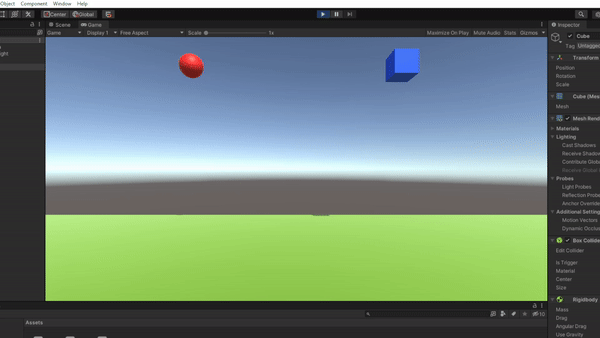 Object Component Window Help
Center Global
Scene Game
Game Display 1 Free Aspect Scale 1x Maximize On Play Mute Audio Stats Gizmos
Inspector
Cube
Tag Untagged
Transform
Position
Rotation
Scale
Cube (Mes
Mesh
Mesh Rend
Materials
Lighting
Cast Shadows
Receive Shadow
Contribute Globa
Receive Global I
Probes
Light Probes
Reflection Probe
Anchor Override
Additional Setting
Motion Vectors
Dynamic Occlus
Box Collide
Edit Collider
Is Trigger
Material
Center
Size
Rigidbody
Mass
Drag
Angular Drag
Use Gravity
10
Assets